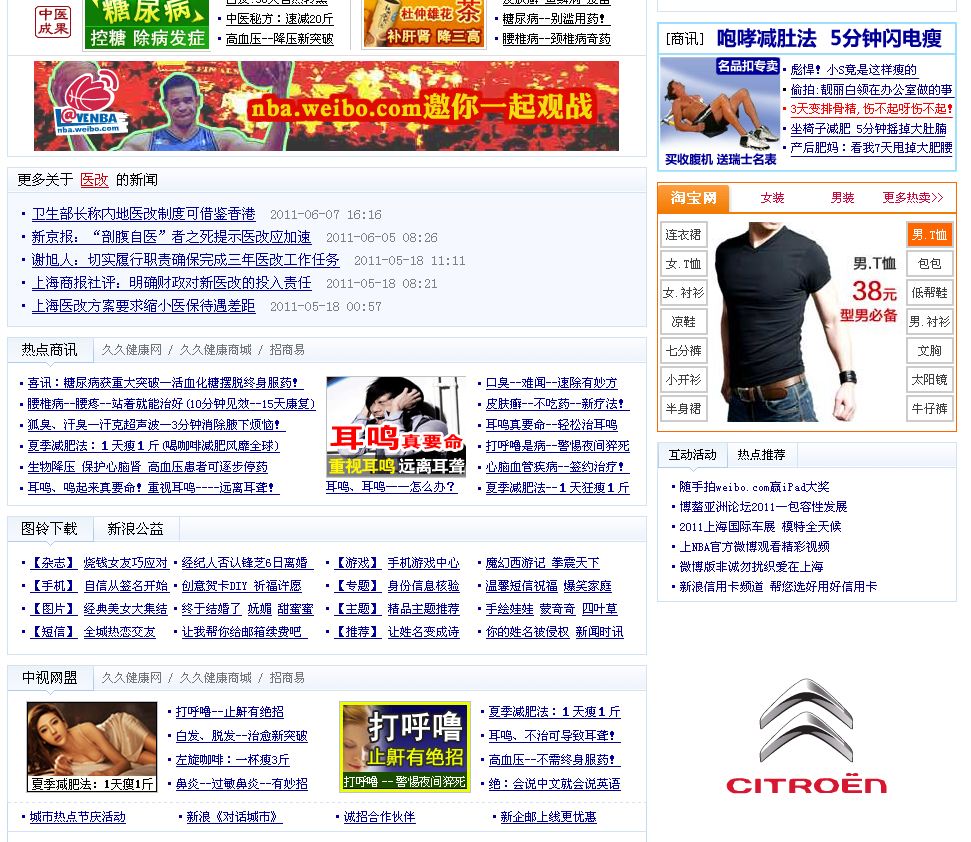 中医
成果
糖尿病
控糖 除病发症
中医秘方：速减20斤
高血压--降压新突破
杜仲雄花茶
补肝肾 降三高
糖尿病--别滥用药！
腰椎病--颈椎病奇药
@VENBA
nba.weibo.com
nba.weibo.com邀你一起观战
更多关于 医改 的新闻
卫生部长称内地医改制度可借鉴香港 2011-06-07 16:16
新京报：“剖腹自医”者之死提示医改应加速 2011-06-05 08:26
谢旭人：切实履行职责确保完成三年医改工作任务 2011-05-18 11:11
上海商报社评：明确财政对新医改的投入责任 2011-05-18 08:21
上海医改方案要求缩小医保待遇差距 2011-05-18 00:57
热点商讯 久久健康网 / 久久健康商城 / 招商易
喜讯：糖尿病获重大突破—活血化糖摆脱终身服药！
腰椎病--腰疼--站着就能治好(10分钟见效--15天康复)
狐臭、汗臭一汗克超声波一3分钟消除腋下烦恼！
夏季减肥法：１天瘦１斤(喝咖啡减肥风靡全球)
生物降压 保护心脑肾 高血压患者可逐步停药
耳鸣、鸣起来真要命！重视耳鸣----远离耳聋！
耳鸣真要命
重视耳鸣 远离耳聋
耳鸣、耳鸣一一怎么办？
口臭--难闻--速除有妙方
皮肤癣--不吃药--新疗法！
耳鸣真要命--轻松治耳鸣
打呼噜是病--警惕夜间猝死
心脑血管疾病--签约治疗！
夏季减肥法--１天狂瘦１斤
图铃下载 新浪公益
【杂志】 烧钱女友巧应对 经纪人否认锋芝6日离婚 【游戏】 手机游戏中心 魔幻西游记 拳震天下
【手机】 自信从签名开始 创意贺卡DIY 祈福许愿 【专题】 身份信息核验 温馨短信祝福 爆笑家庭
【图片】 经典美女大集结 终于结婚了 妩媚 甜蜜蜜 【主题】 精品主题推荐 手绘娃娃 蒙奇奇 四叶草
【短信】 全城热恋交友 让我帮你给邮箱续费吧 【推荐】 让姓名变成诗 你的姓名被侵权 新闻时讯
中视网盟 久久健康网 / 久久健康商城 / 招商易
夏季减肥法：1天瘦1斤
打呼噜--止鼾有绝招
白发、脱发--治愈新突破
左旋咖啡：一杯瘦3斤
鼻炎--过敏鼻炎--有妙招
打呼噜
止鼾有绝招
打呼噜 -- 警惕夜间猝死
夏季减肥法：１天瘦１斤
耳鸣、不治可导致耳聋！
高血压--不需终身服药！
绝：会说中文就会说英语
城市热点节庆活动 新浪《对话城市》 诚招合作伙伴 新企邮上线更优惠
[商讯] 咆哮减肚法 5分钟闪电瘦
名品扣专卖
买收腹机 送瑞士名表
彪悍！小S竟是这样瘦的
偷拍:靓丽白领在办公室做的事
3天变排骨精,伤不起呀伤不起!
坐椅子减肥 5分钟摇掉大肚腩
产后肥妈：看我7天甩掉大肥腰
淘宝网 女装 男装 更多热卖>>
连衣裙
女.T恤
女.衬衫
凉鞋
七分裤
小开衫
半身裙
男.T恤
38元
型男必备
男.T恤
包包
低帮鞋
男.衬衫
文胸
太阳镜
牛仔裤
互动活动 热点推荐
随手拍weibo.com赢iPad大奖
博鳌亚洲论坛2011—包容性发展
2011上海国际车展 模特全天候
上NBA官方微博观看精彩视频
微博版非诚勿扰织爱在上海
新浪信用卡频道 帮您选好用好信用卡
CITROËN